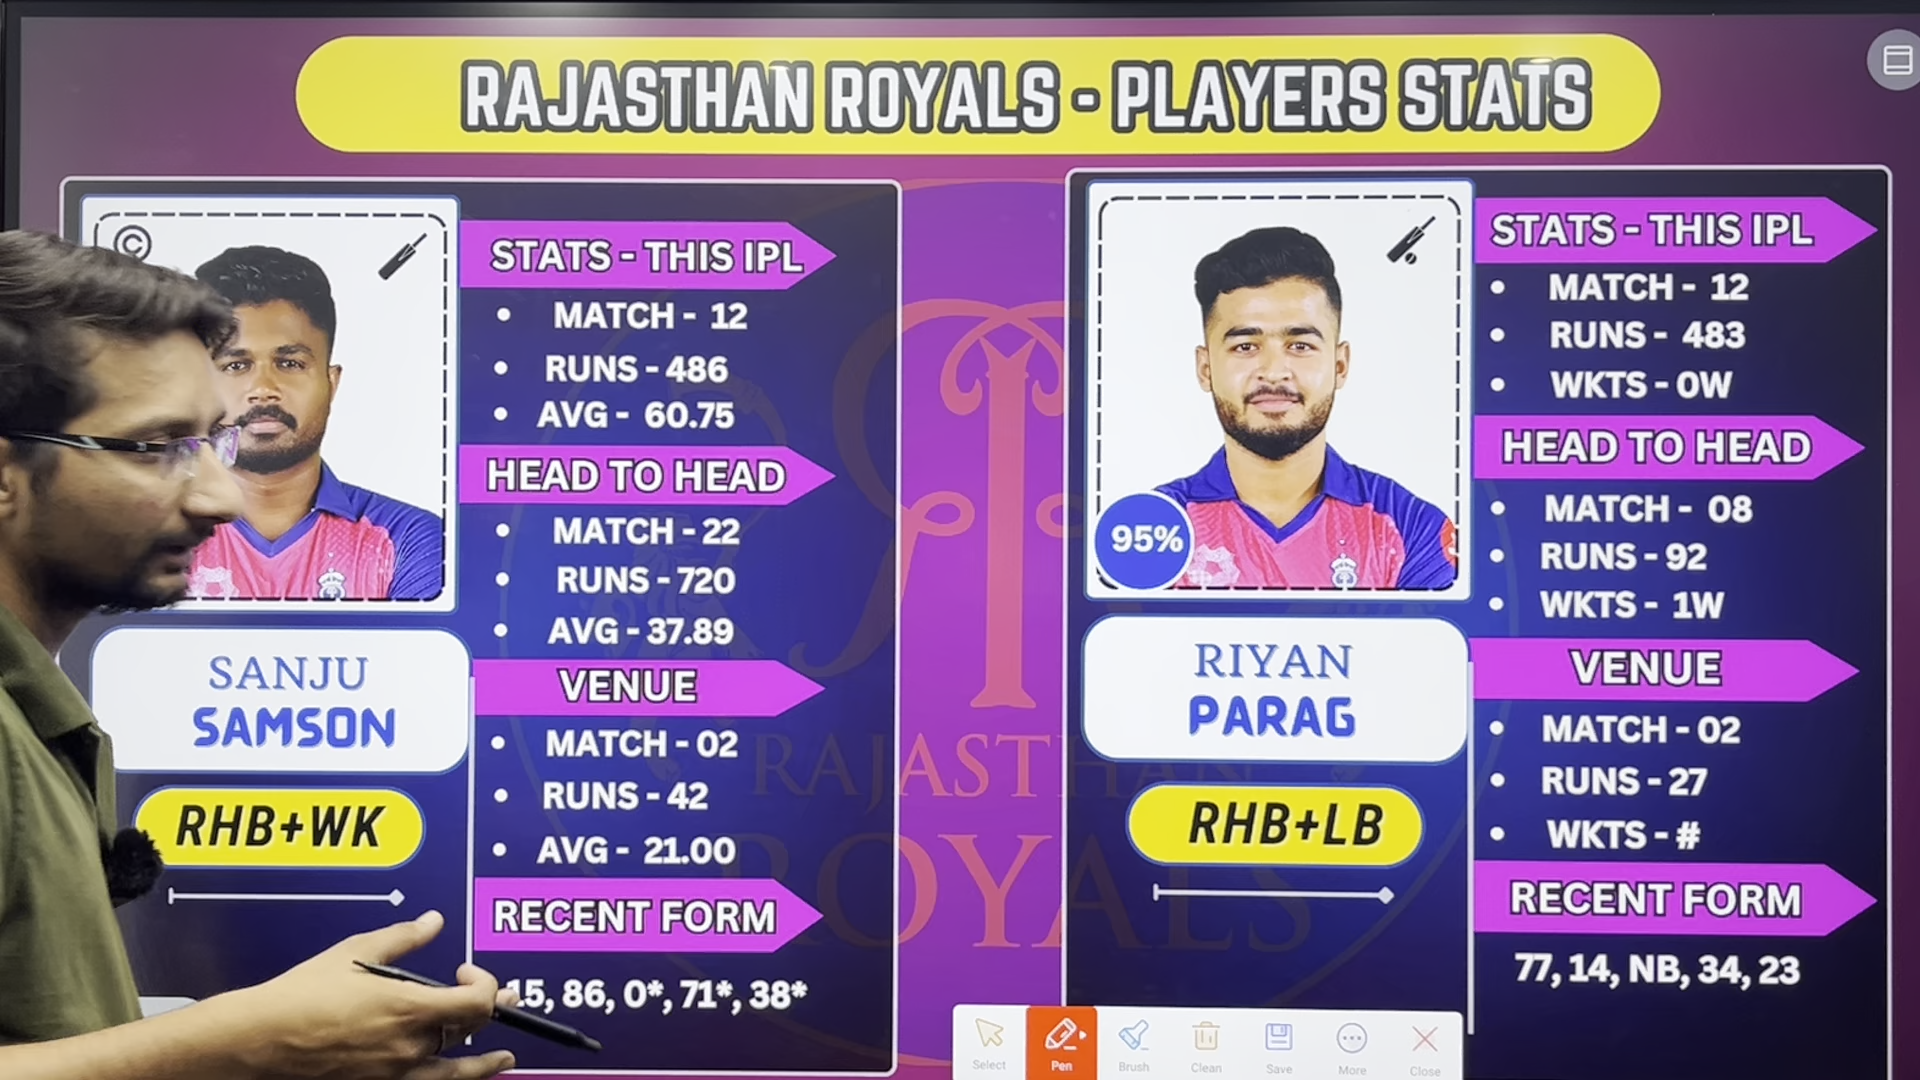 RAJASTHAN ROYALS - PLAYERS STATS
©
STATS - THIS IPL
• MATCH - 12
• RUNS - 486
• AVG - 60.75
HEAD TO HEAD
• MATCH - 22
• RUNS - 720
• AVG - 37.89
VENUE
• MATCH - 02
• RUNS - 42
• AVG - 21.00
RECENT FORM
15, 86, 0*, 71*, 38*
SANJU
SAMSON
RHB+WK
RAJASTHAN
ROYALS
95%
RIYAN
PARAG
RHB+LB
STATS - THIS IPL
• MATCH - 12
• RUNS - 483
• WKTS - 0W
HEAD TO HEAD
• MATCH - 08
• RUNS - 92
• WKTS - 1W
VENUE
• MATCH - 02
• RUNS - 27
• WKTS - #
RECENT FORM
77, 14, NB, 34, 23
Select
Pen
Brush
Clean
Save
More
Close